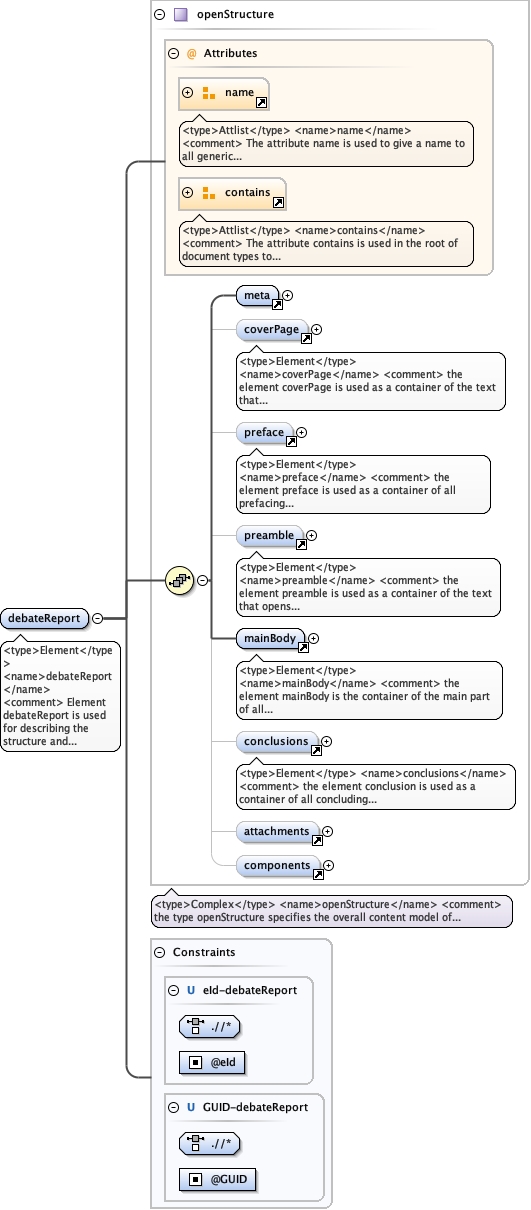 openStructure
@ Attributes
name
<type>Attlist</type> <name>name</name>
<comment> The attribute name is used to give a name to
all generic...
contains
<type>Attlist</type> <name>contains</name>
<comment> The attribute contains is used in the root of
document types to...
meta
coverPage
<type>Element</type>
<name>coverPage</name> <comment> the
element coverPage is used as a container of the text
that...
preface
<type>Element</type>
<name>preface</name> <comment> the
element preface is used as a container of all
prefacing...
preamble
<type>Element</type>
<name>preamble</name> <comment> the
element preamble is used as a container of the text
that opens...
debateReport
<type>Element</type
>
<name>debateReport
</name>
<comment> Element
debateReport is used
for describing the
structure and...
mainBody
<type>Element</type>
<name>mainBody</name> <comment> the
element mainBody is the container of the main part
of all...
conclusions
<type>Element</type> <name>conclusions</name>
<comment> the element conclusion is used as a
container of all concluding...
attachments
components
<type>Complex</type> <name>openStructure</name> <comment>
the type openStructure specifies the overall content model of...
Constraints
U eId-debateReport
.//*
@eId
U GUID-debateReport
.//*
@GUID